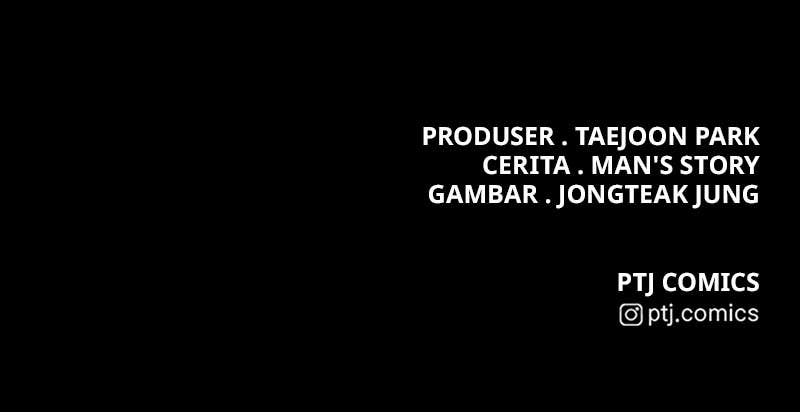 PRODUSER . TAEJOON PARK
CERITA . MAN'S STORY
GAMBAR . JONGTEAK JUNG
PTJ COMICS
ptj.comics